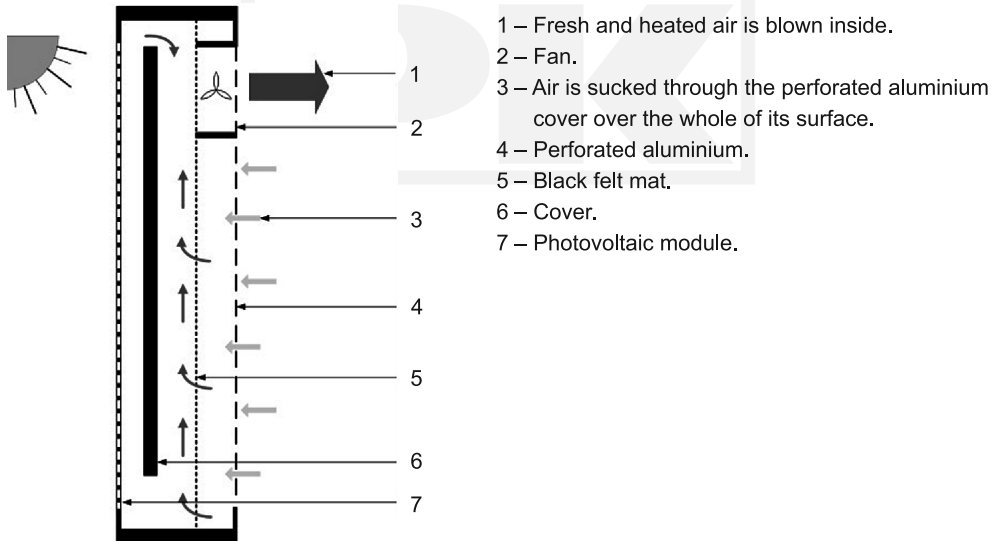 1 – Fresh and heated air is blown inside.
2 – Fan.
3 – Air is sucked through the perforated aluminium
cover over the whole of its surface.
4 – Perforated aluminium.
5 – Black felt mat.
6 – Cover.
7 – Photovoltaic module.
1
2
3
4
5
6
7
PK